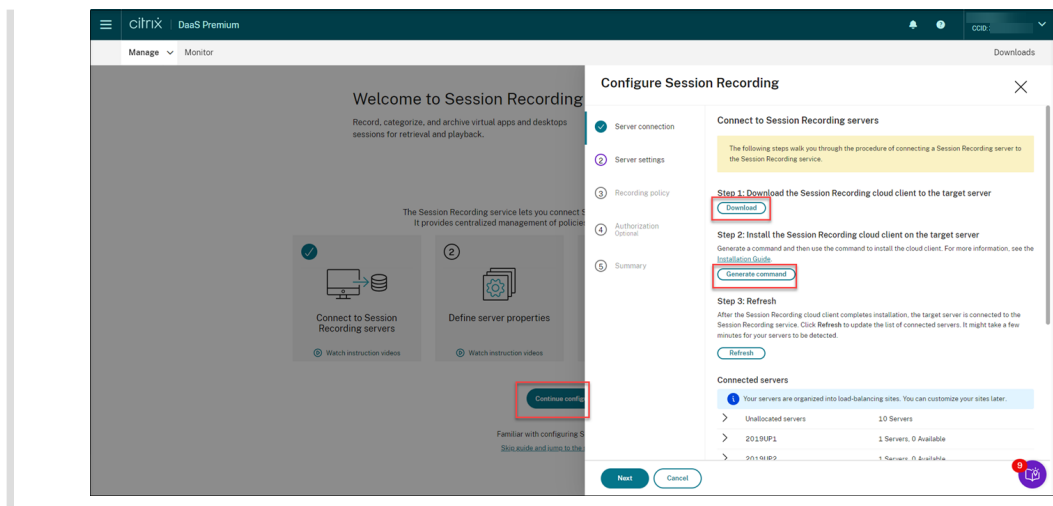 citrix | DaaS Premium
CCID:
Manage Monitor
Downloads
Welcome to Session Recording
Record, categorize, and archive virtual apps and desktops
sessions for retrieval and playback.
The Session Recording service lets you connect S
It provides centralized management of policie
2
Connect to Session
Recording servers
Watch instruction videos
Define server properties
Watch instruction videos
Continue config
Familiar with configuring S
Skip guide and jump to the
Configure Session Recording
Server connection
2 Server settings
3 Recording policy
4 Authorization
Optional
5 Summary
Connect to Session Recording servers
The following steps walk you through the procedure of connecting a Session Recording server to
the Session Recording service.
Step 1: Download the Session Recording cloud client to the target server
Download
Step 2: Install the Session Recording cloud client on the target server
Generate a command and then use the command to install the cloud client. For more information, see the
Installation Guide.
Generate command
Step 3: Refresh
After the Session Recording cloud client completes installation, the target server is connected to the
Session Recording service. Click Refresh to update the list of connected servers. It might take a few
minutes for your servers to be detected.
Refresh
Connected servers
Your servers are organized into load-balancing sites. You can customize your sites later.
Unallocated servers 10 Servers
2019UP1 1 Servers, 0 Available
2019UP2 1 Servers, 0 Available
Next
Cancel
9